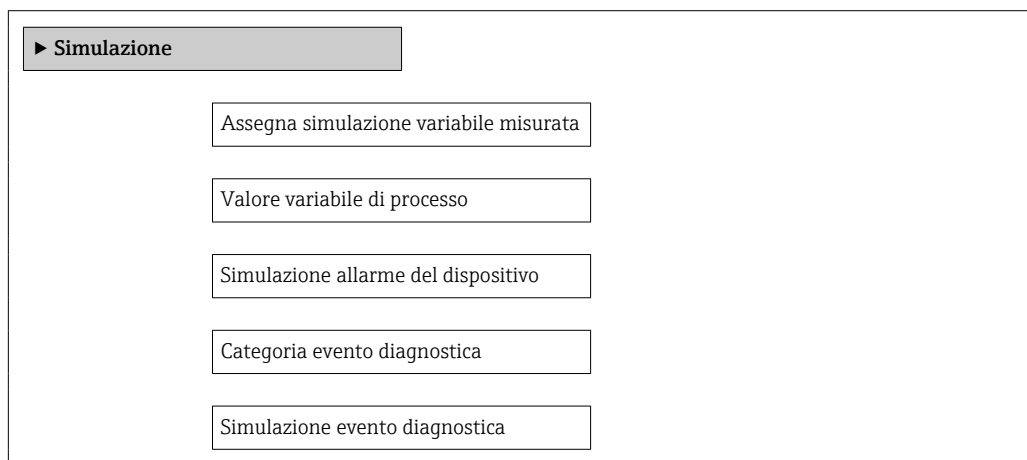 ▶ Simulazione
Assegna simulazione variabile misurata
Valore variabile di processo
Simulazione allarme del dispositivo
Categoria evento diagnostica
Simulazione evento diagnostica